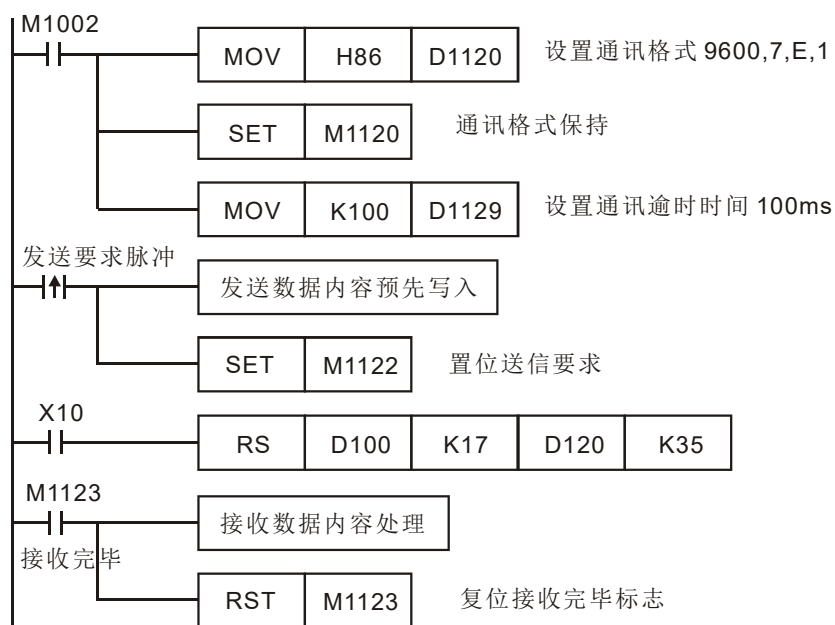 M1002
MOV H86 D1120 设置通讯格式 9600,7,E,1
SET M1120 通讯格式保持
MOV K100 D1129 设置通讯逾时时间 100ms
发送要求脉冲
发送数据内容预先写入
SET M1122 置位送信要求
X10
RS D100 K17 D120 K35
M1123
接收数据内容处理
接收完毕
RST M1123 复位接收完毕标志